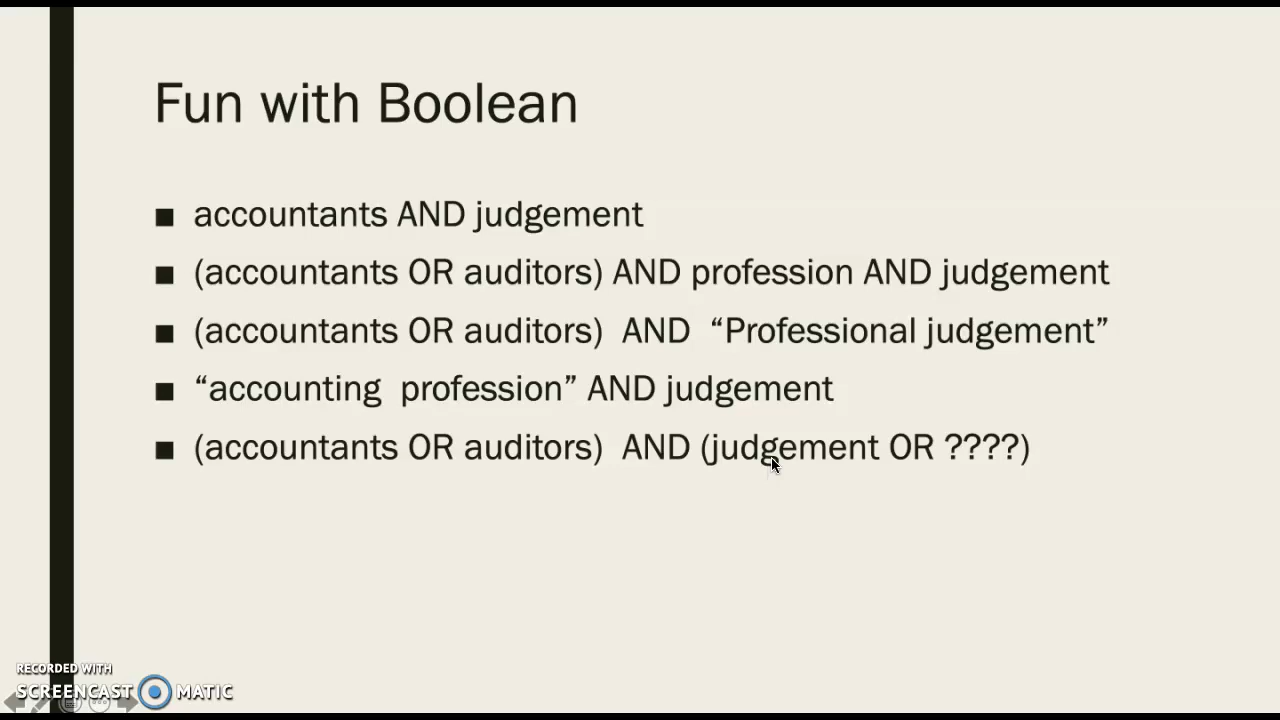 Fun with Boolean
■ accountants AND judgement
■ (accountants OR auditors) AND profession AND judgement
■ (accountants OR auditors)  AND  “Professional judgement”
■ “accounting  profession” AND judgement
■ (accountants OR auditors)  AND (judgement OR ????)
RECORDED WITH
SCREENCAST MATIC